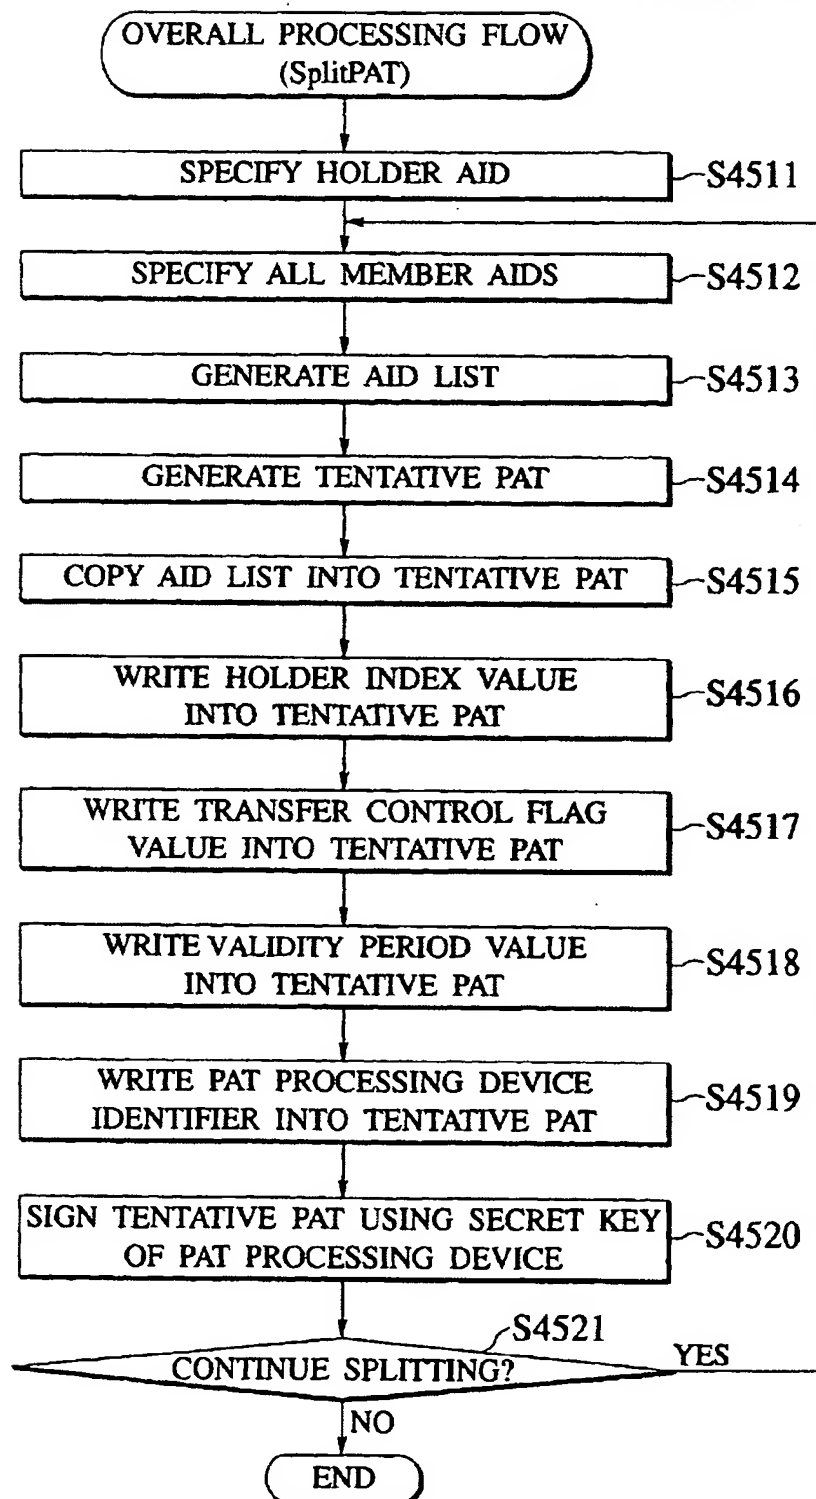 OVERALL PROCESSING FLOW
(SplitPAT)
SPECIFY HOLDER AID
S4511
SPECIFY ALL MEMBER AIDS
S4512
GENERATE AID LIST
S4513
GENERATE TENTATIVE PAT
S4514
COPY AID LIST INTO TENTATIVE PAT
S4515
WRITE HOLDER INDEX VALUE
INTO TENTATIVE PAT
S4516
WRITE TRANSFER CONTROL FLAG
VALUE INTO TENTATIVE PAT
S4517
WRITE VALIDITY PERIOD VALUE
INTO TENTATIVE PAT
S4518
WRITE PAT PROCESSING DEVICE
IDENTIFIER INTO TENTATIVE PAT
S4519
SIGN TENTATIVE PAT USING SECRET KEY
OF PAT PROCESSING DEVICE
S4520
S4521
CONTINUE SPLITTING?
YES
NO
END